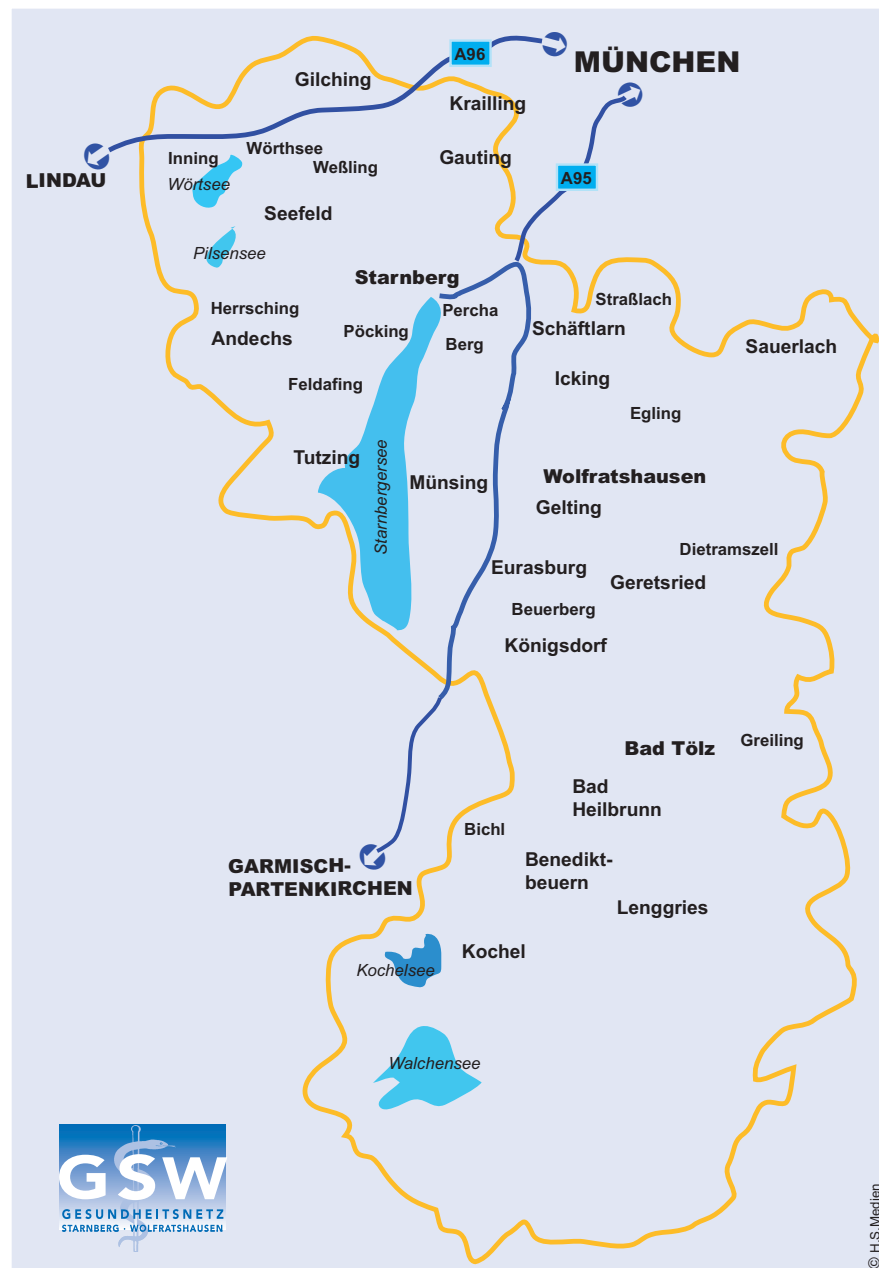 A96
MÜNCHEN
Gilching
Krailling
LINDAU
Inning
Wörthsee
Weßling
Gauting
A95
Wörtsee
Seefeld
Pilsensee
Starnberg
Herrsching
Andechs
Pöcking
Percha
Berg
Straßlach
Schäftlarn
Sauerlach
Feldafing
Icking
Egling
Tutzing
Starnbergersee
Münsing
Wolfratshausen
Gelting
Dietramszell
Eurasburg
Geretsried
Beuerberg
Königsdorf
Bad Tölz
Greiling
Bad
Heilbrunn
Bichl
GARMISCH-
PARTENKIRCHEN
Benedikt-
beuern
Lenggries
Kochel
Kochelsee
Walchensee
GSW
GESUNDHEITSNETZ
STARNBERG · WOLFRATSHAUSEN
© H.S.Medien